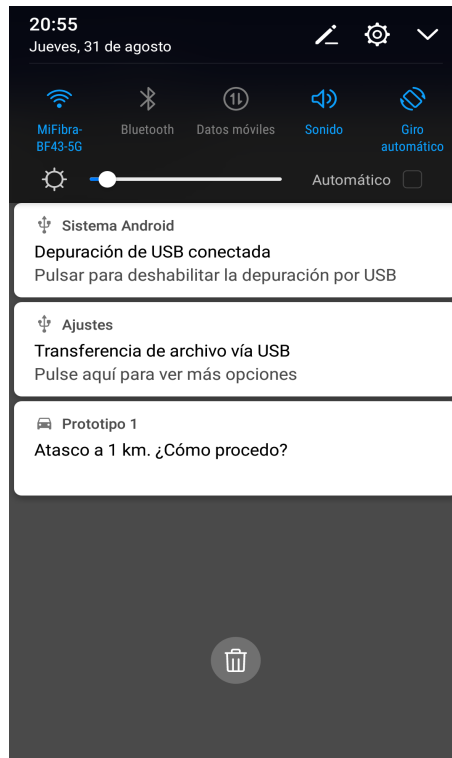 20:55
Jueves, 31 de agosto
MiFibra-
BF43-5G
Bluetooth
Datos móviles
Sonido
Giro
automático
Automático
Sistema Android
Depuración de USB conectada
Pulsar para deshabilitar la depuración por USB
Ajustes
Transferencia de archivo vía USB
Pulse aquí para ver más opciones
Prototipo 1
Atasco a 1 km. ¿Cómo procedo?